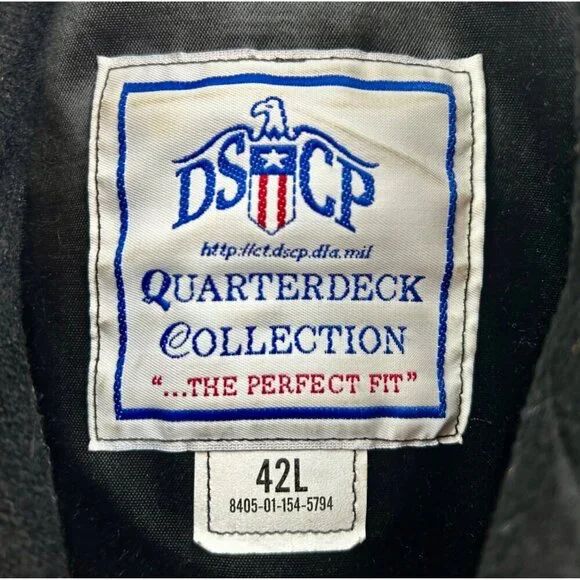 DSCP
http://ct.dscp.dla.mil
QUARTERDECK
COLLECTION
"...THE PERFECT FIT"
42L
8405-01-154-5794